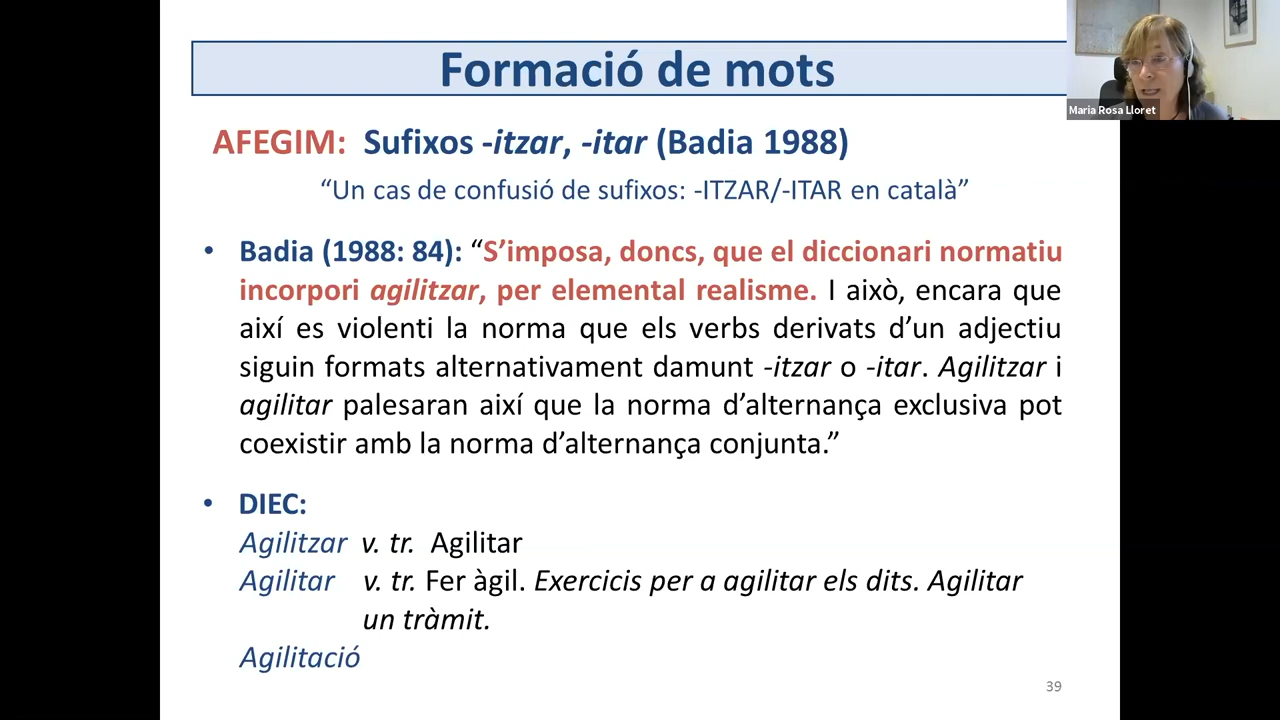 Formació de mots
Maria Rosa Lloret
AFEGIM: Sufixos -itzar, -itar (Badia 1988)
“Un cas de confusió de sufixos: -ITZAR/-ITAR en català”
• Badia (1988: 84): “S’imposa, doncs, que el diccionari normatiu
incorpori agilitzar, per elemental realisme. I això, encara que
així es violenti la norma que els verbs derivats d’un adjectiu
siguin formats alternativament damunt -itzar o -itar. Agilitzar i
agilitar palesaran així que la norma d’alternança exclusiva pot
coexistir amb la norma d’alternança conjunta.”
• DIEC:
Agilitzar v. tr. Agilitar
Agilitar v. tr. Fer àgil. Exercicis per a agilitar els dits. Agilitar
un tràmit.
Agilitació
39